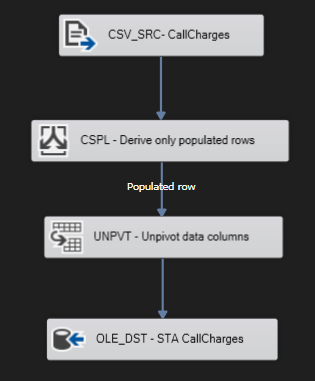 CSV_SRC- CallCharges
CSPL - Derive only populated rows
Populated row
UNPVT - Unpivot data columns
OLE_DST - STA CallCharges